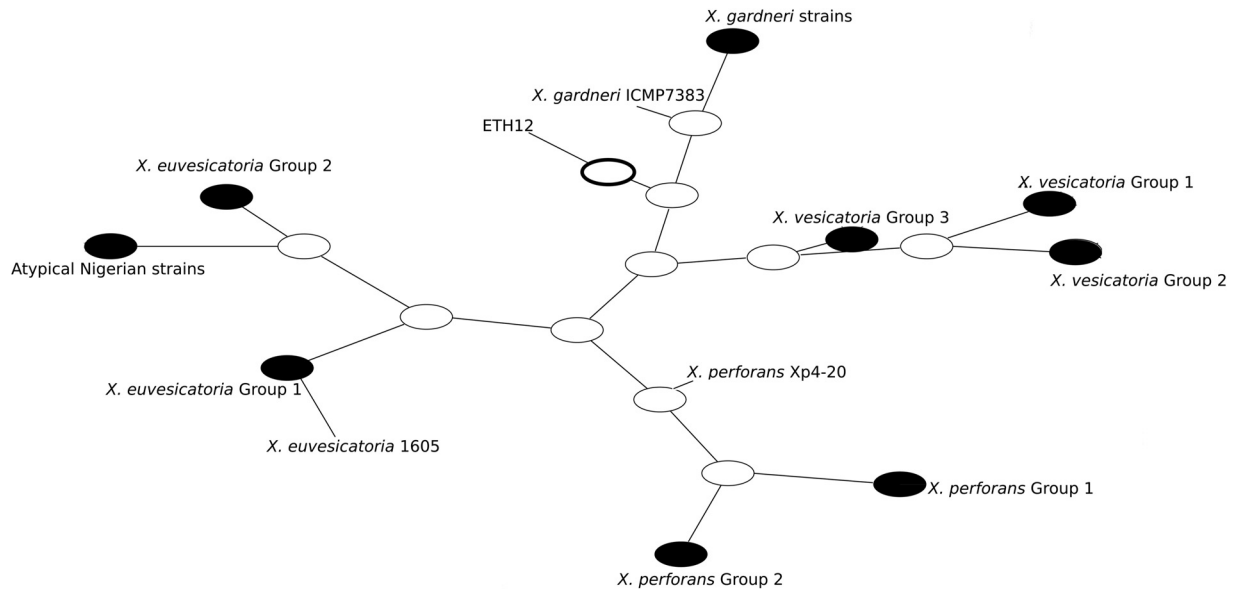 X. gardneri strains
X. gardneri ICMP7383
ETH12
X. euvesicatoria Group 2
X. vesicatoria Group 1
X. vesicatoria Group 3
Atypical Nigerian strains
X. vesicatoria Group 2
X. perforans Xp4-20
X. euvesicatoria Group 1
X. euvesicatoria 1605
X. perforans Group 1
X. perforans Group 2